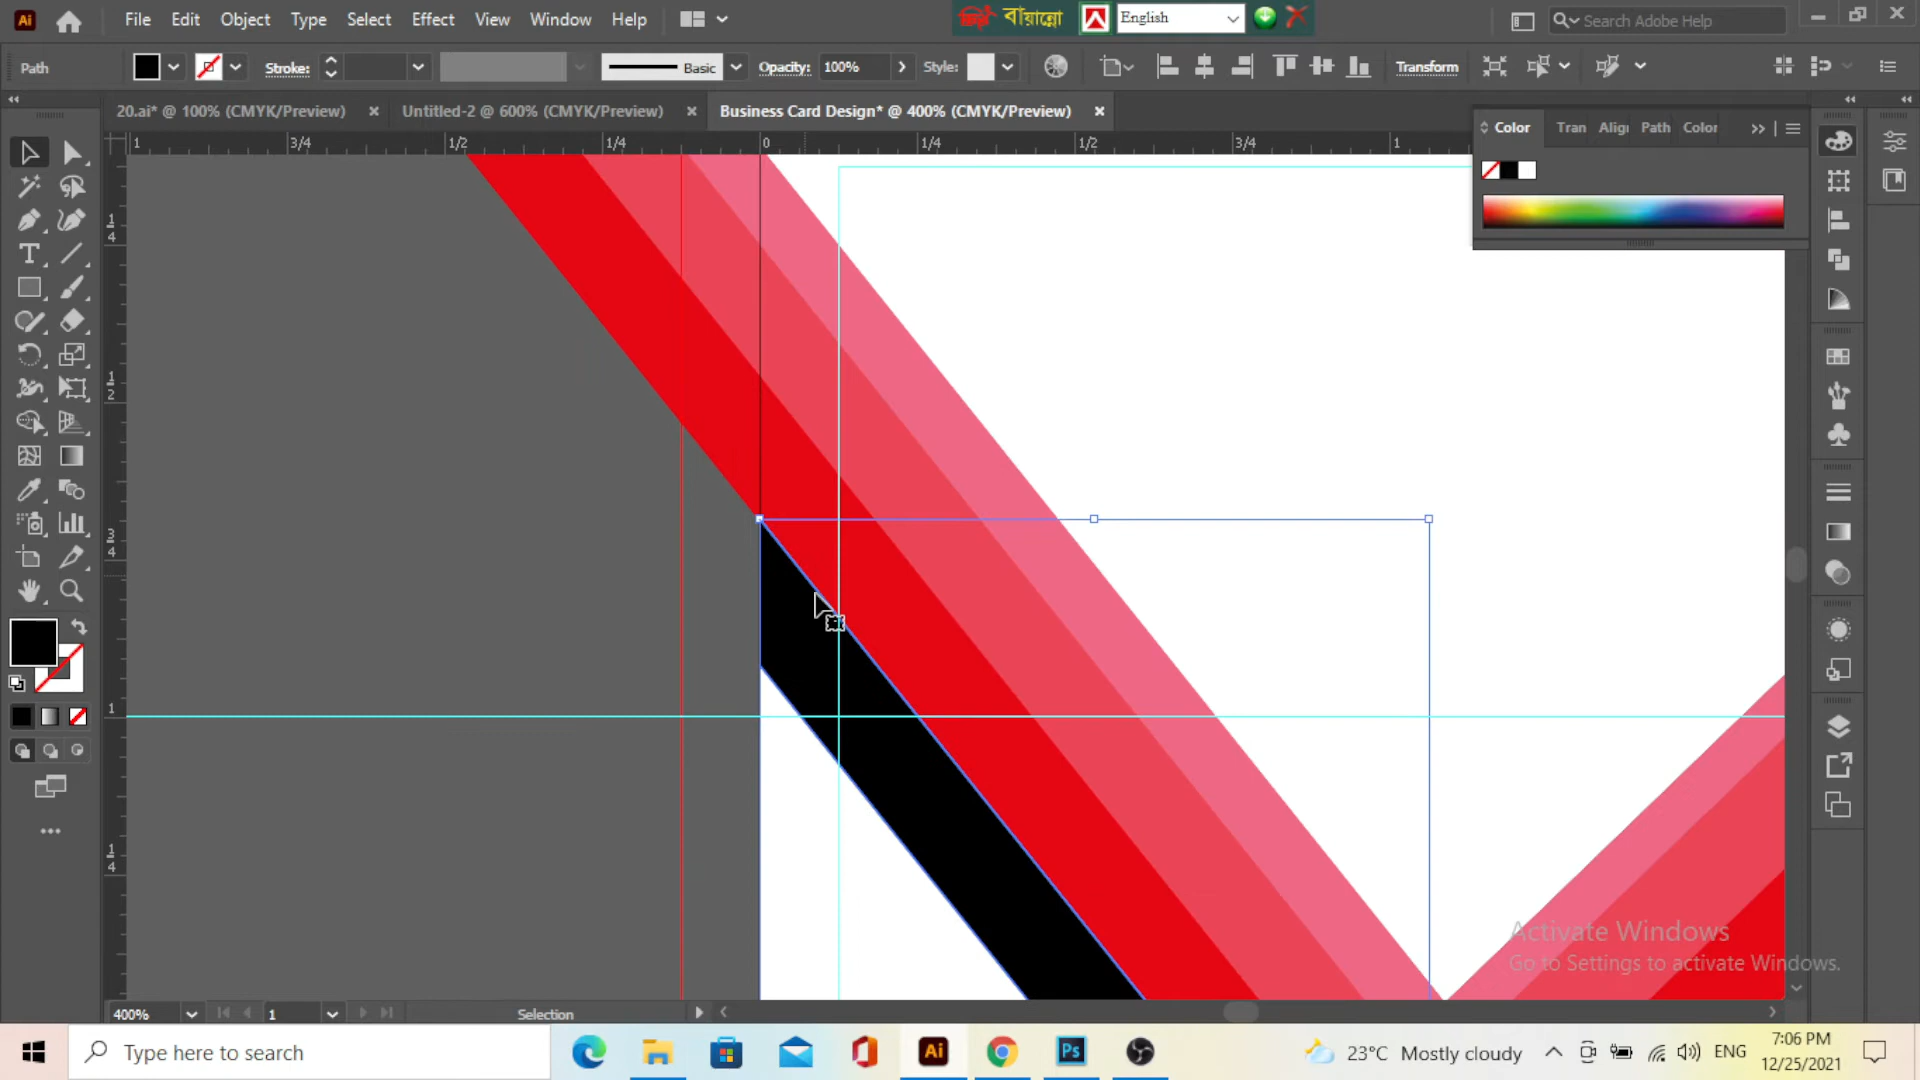 Ai File Edit Object Type Select Effect View Window Help বায়ান্নো English Search Adobe Help
Path Stroke: Basic Opacity: 100% Style: Transform
20.ai* @ 100% (CMYK/Preview) × Untitled-2 @ 600% (CMYK/Preview) × Business Card Design* @ 400% (CMYK/Preview) ×
Color Tran Align Path Color
1 3/4 1/2 1/4 0 1/4 1/2 3/4 1
1/4
1/2
3/4
1
1/4
Activate Windows
Go to Settings to activate Windows.
400% 1 Selection
Type here to search Ai Ps 23°C Mostly cloudy ENG 7:06 PM
12/25/2021